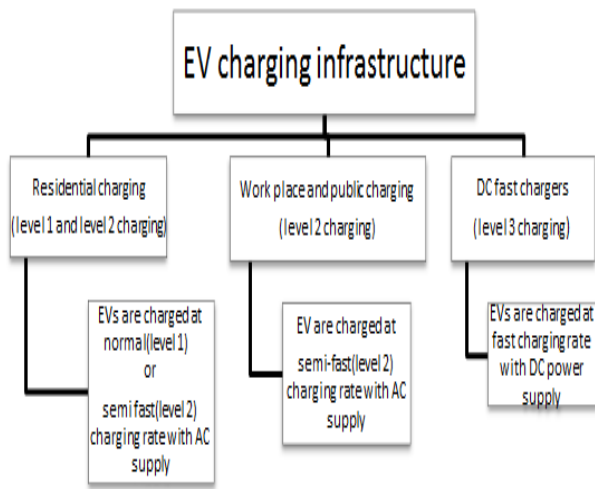 EV charging infrastructure
Residential charging
(level 1 and level 2 charging)
Work place and public charging
(level 2 charging)
DC fast chargers
(level 3 charging)
EVs are charged at
normal(level 1)
or
semi fast(level 2)
charging rate with AC
supply
EV are charged at
semi-fast(level 2)
charging rate with AC
supply
EVs are charged at
fast charging rate
with DC power
supply